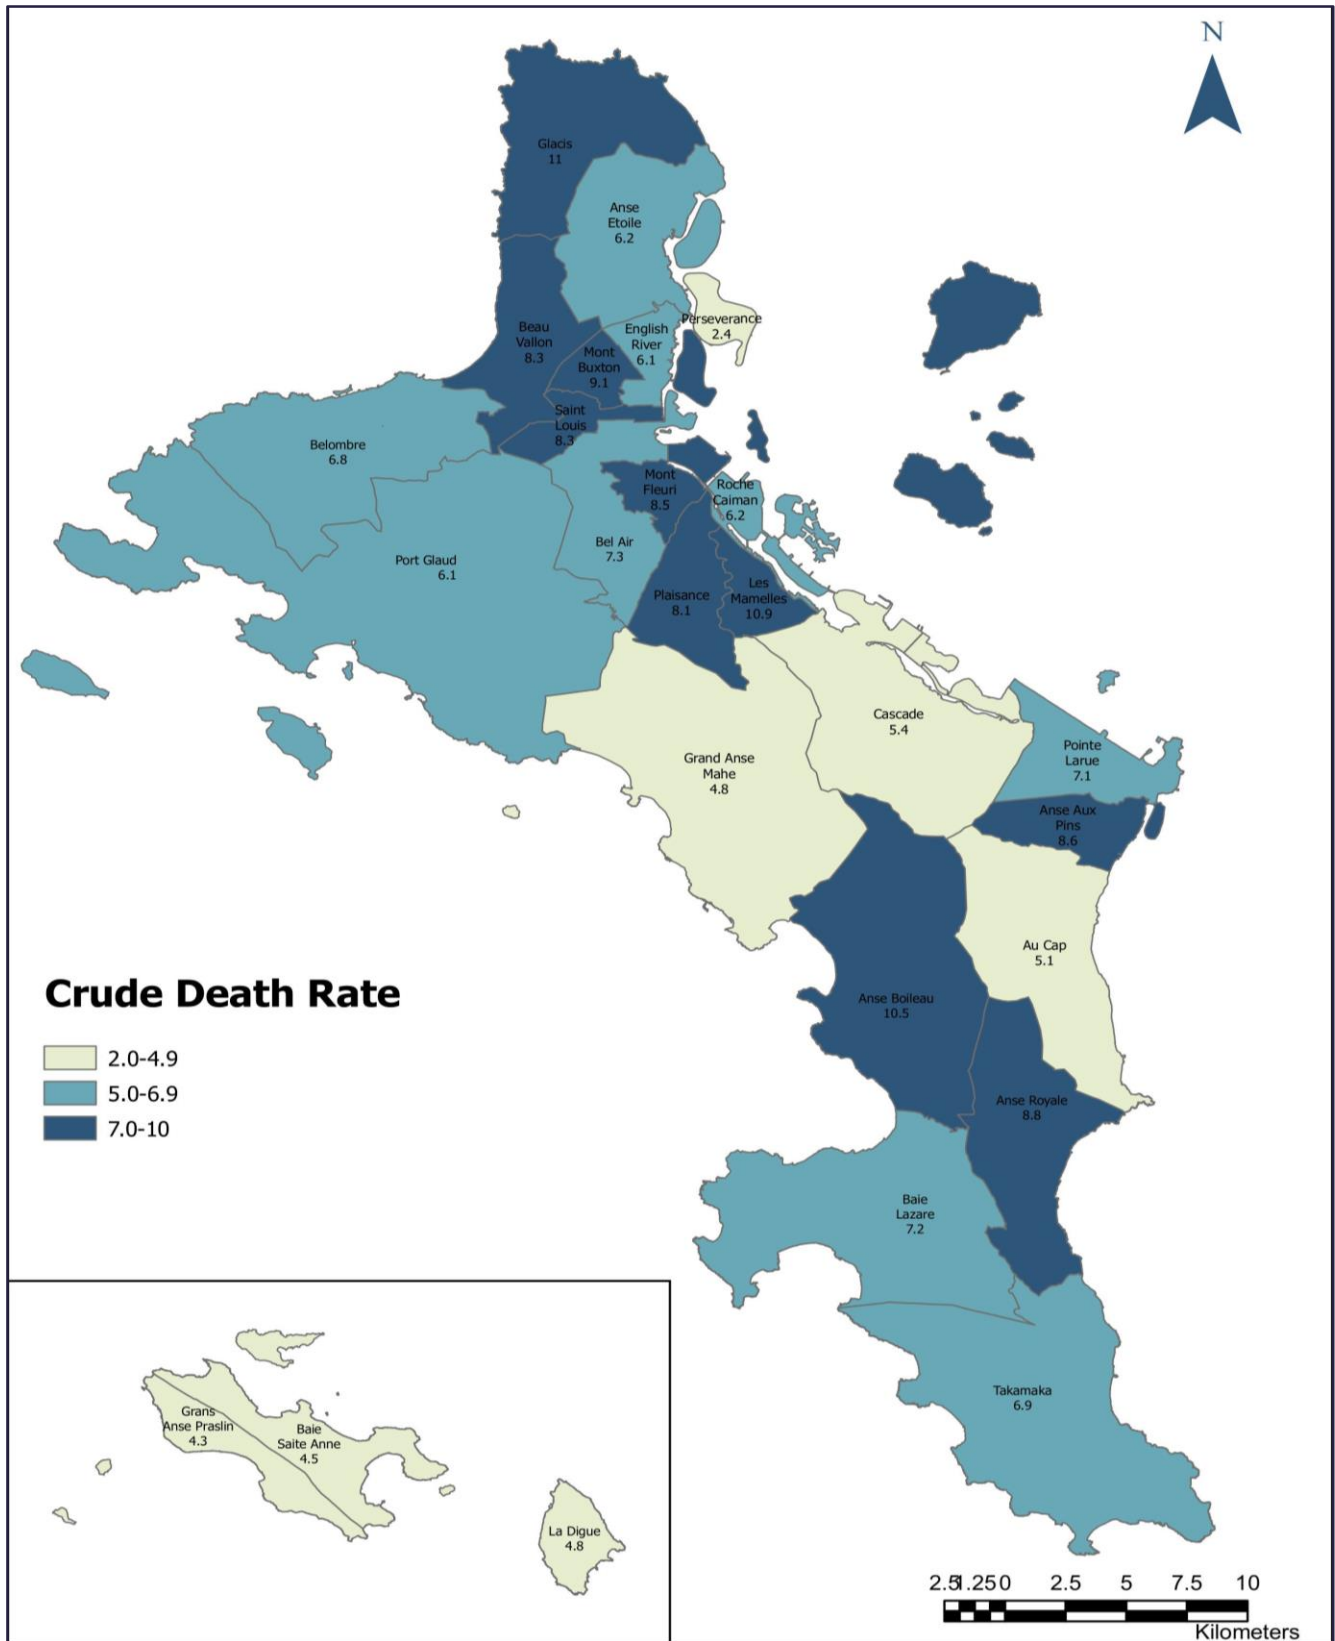 N
Glacis
11
Anse
Etoile
6.2
Perseverance
2.4
Beau
Vallon
8.3
English
River
6.1
Mont
Buxton
9.1
Saint
Louis
8.3
Belombre
6.8
Mont
Fleuri
8.5
Roche
Caiman
6.2
Bel Air
7.3
Port Glaud
6.1
Plaisance
8.1
Les
Mamelles
10.9
Cascade
5.4
Grand Anse
Mahe
4.8
Pointe
Larue
7.1
Anse Aux
Pins
8.6
Au Cap
5.1
Anse Boileau
10.5
Anse Royale
8.8
Baie
Lazare
7.2
Takamaka
6.9
Crude Death Rate
2.0-4.9
5.0-6.9
7.0-10
Grans
Anse Praslin
4.3
Baie
Saite Anne
4.5
La Digue
4.8
2.5 1.25 0 2.5 5 7.5 10
Kilometers